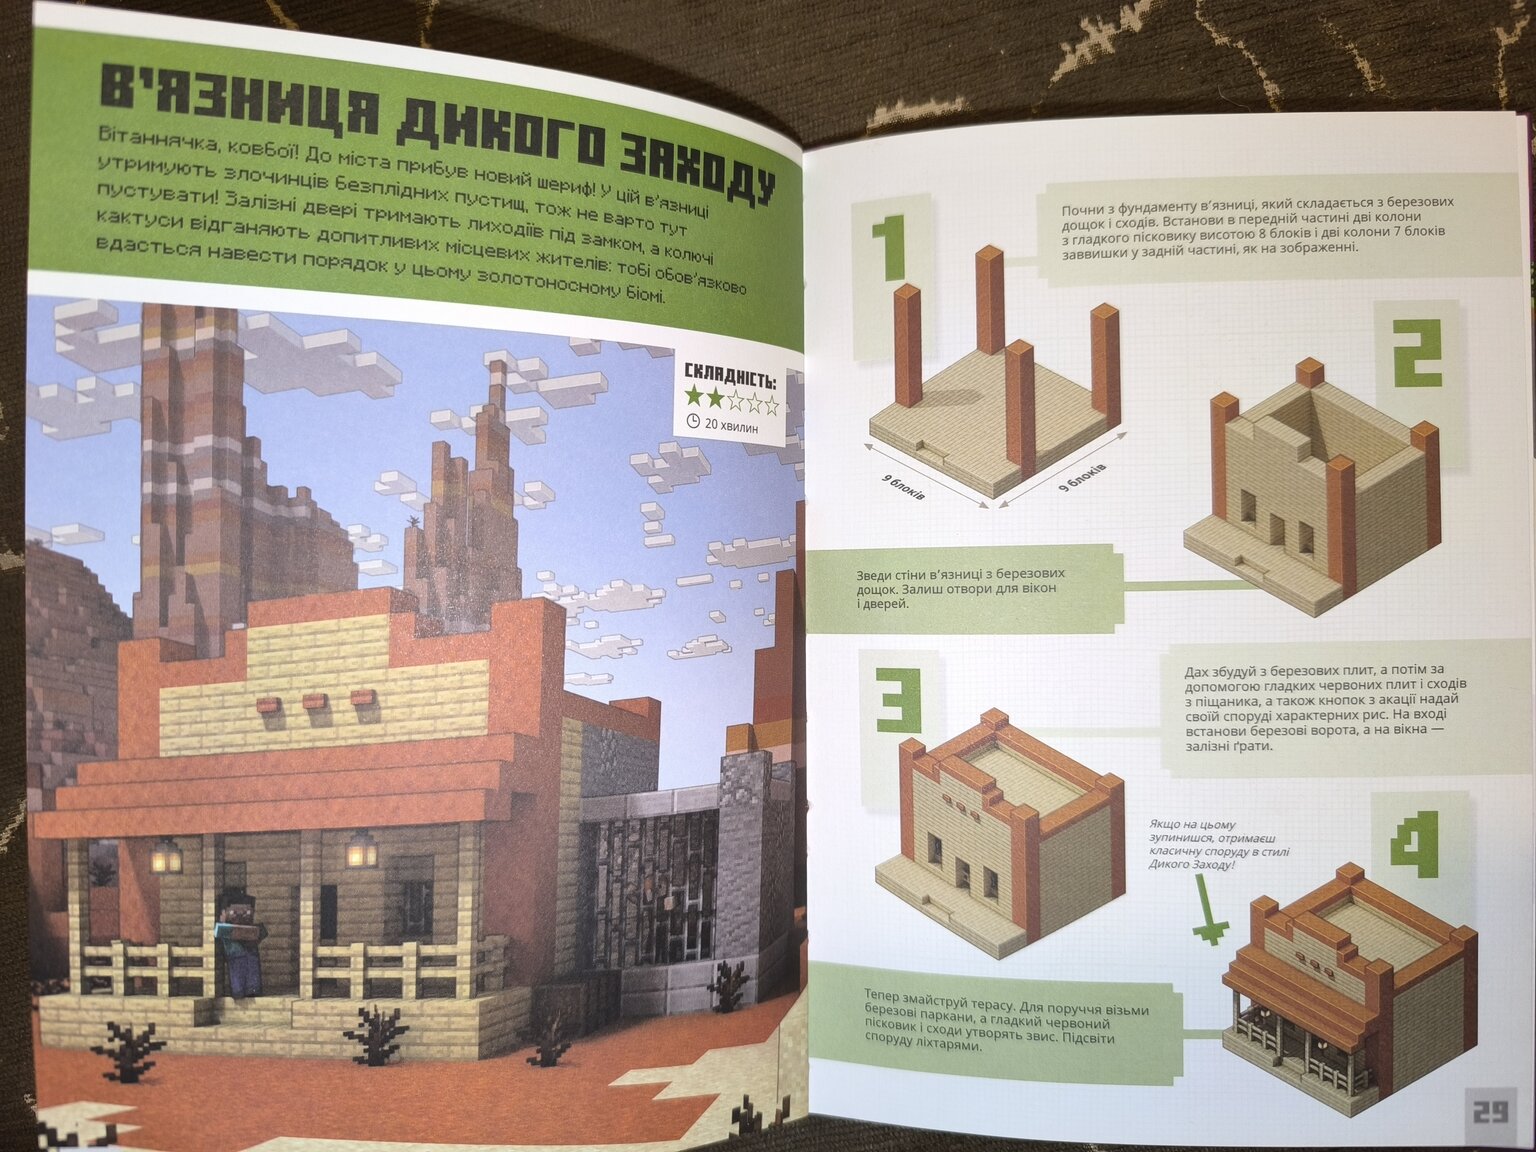 В'ЯЗНИЦЯ ДИКОГО ЗАХОДУ
Вітаннячка, ковбої! До міста прибув новий шериф! У цій в'язниці
утримують злочинців безплідних пустищ, тож не варто тут
пустувати! Залізні двері тримають лиходіїв під замком, а колючі
кактуси відганяють допитливих місцевих жителів: тобі обов'язково
вдасться навести порядок у цьому золотоносному біомі.
СКЛАДНІСТЬ:
20 хвилин
1
Почни з фундаменту в'язниці, який складається з березових
дощок і сходів. Встанови в передній частині дві колони
з гладкого пісковику висотою 8 блоків і дві колони 7 блоків
заввишки у задній частині, як на зображенні.
9 блоків
9 блоків
2
Зведи стіни в'язниці з березових
дощок. Залиш отвори для вікон
і дверей.
3
Дах збудуй з березових плит, а потім за
допомогою гладких червоних плит і сходів
з піщаника, а також кнопок з акації надай
своїй споруді характерних рис. На вході
встанови березові ворота, а на вікна —
залізні ґрати.
Якщо на цьому
зупинишся, отримаєш
класичну споруду в стилі
Дикого Заходу!
4
Тепер змайструй терасу. Для поруччя візьми
березові паркани, а гладкий червоний
пісковик і сходи утворять звис. Підсвіти
споруду ліхтарями.
29